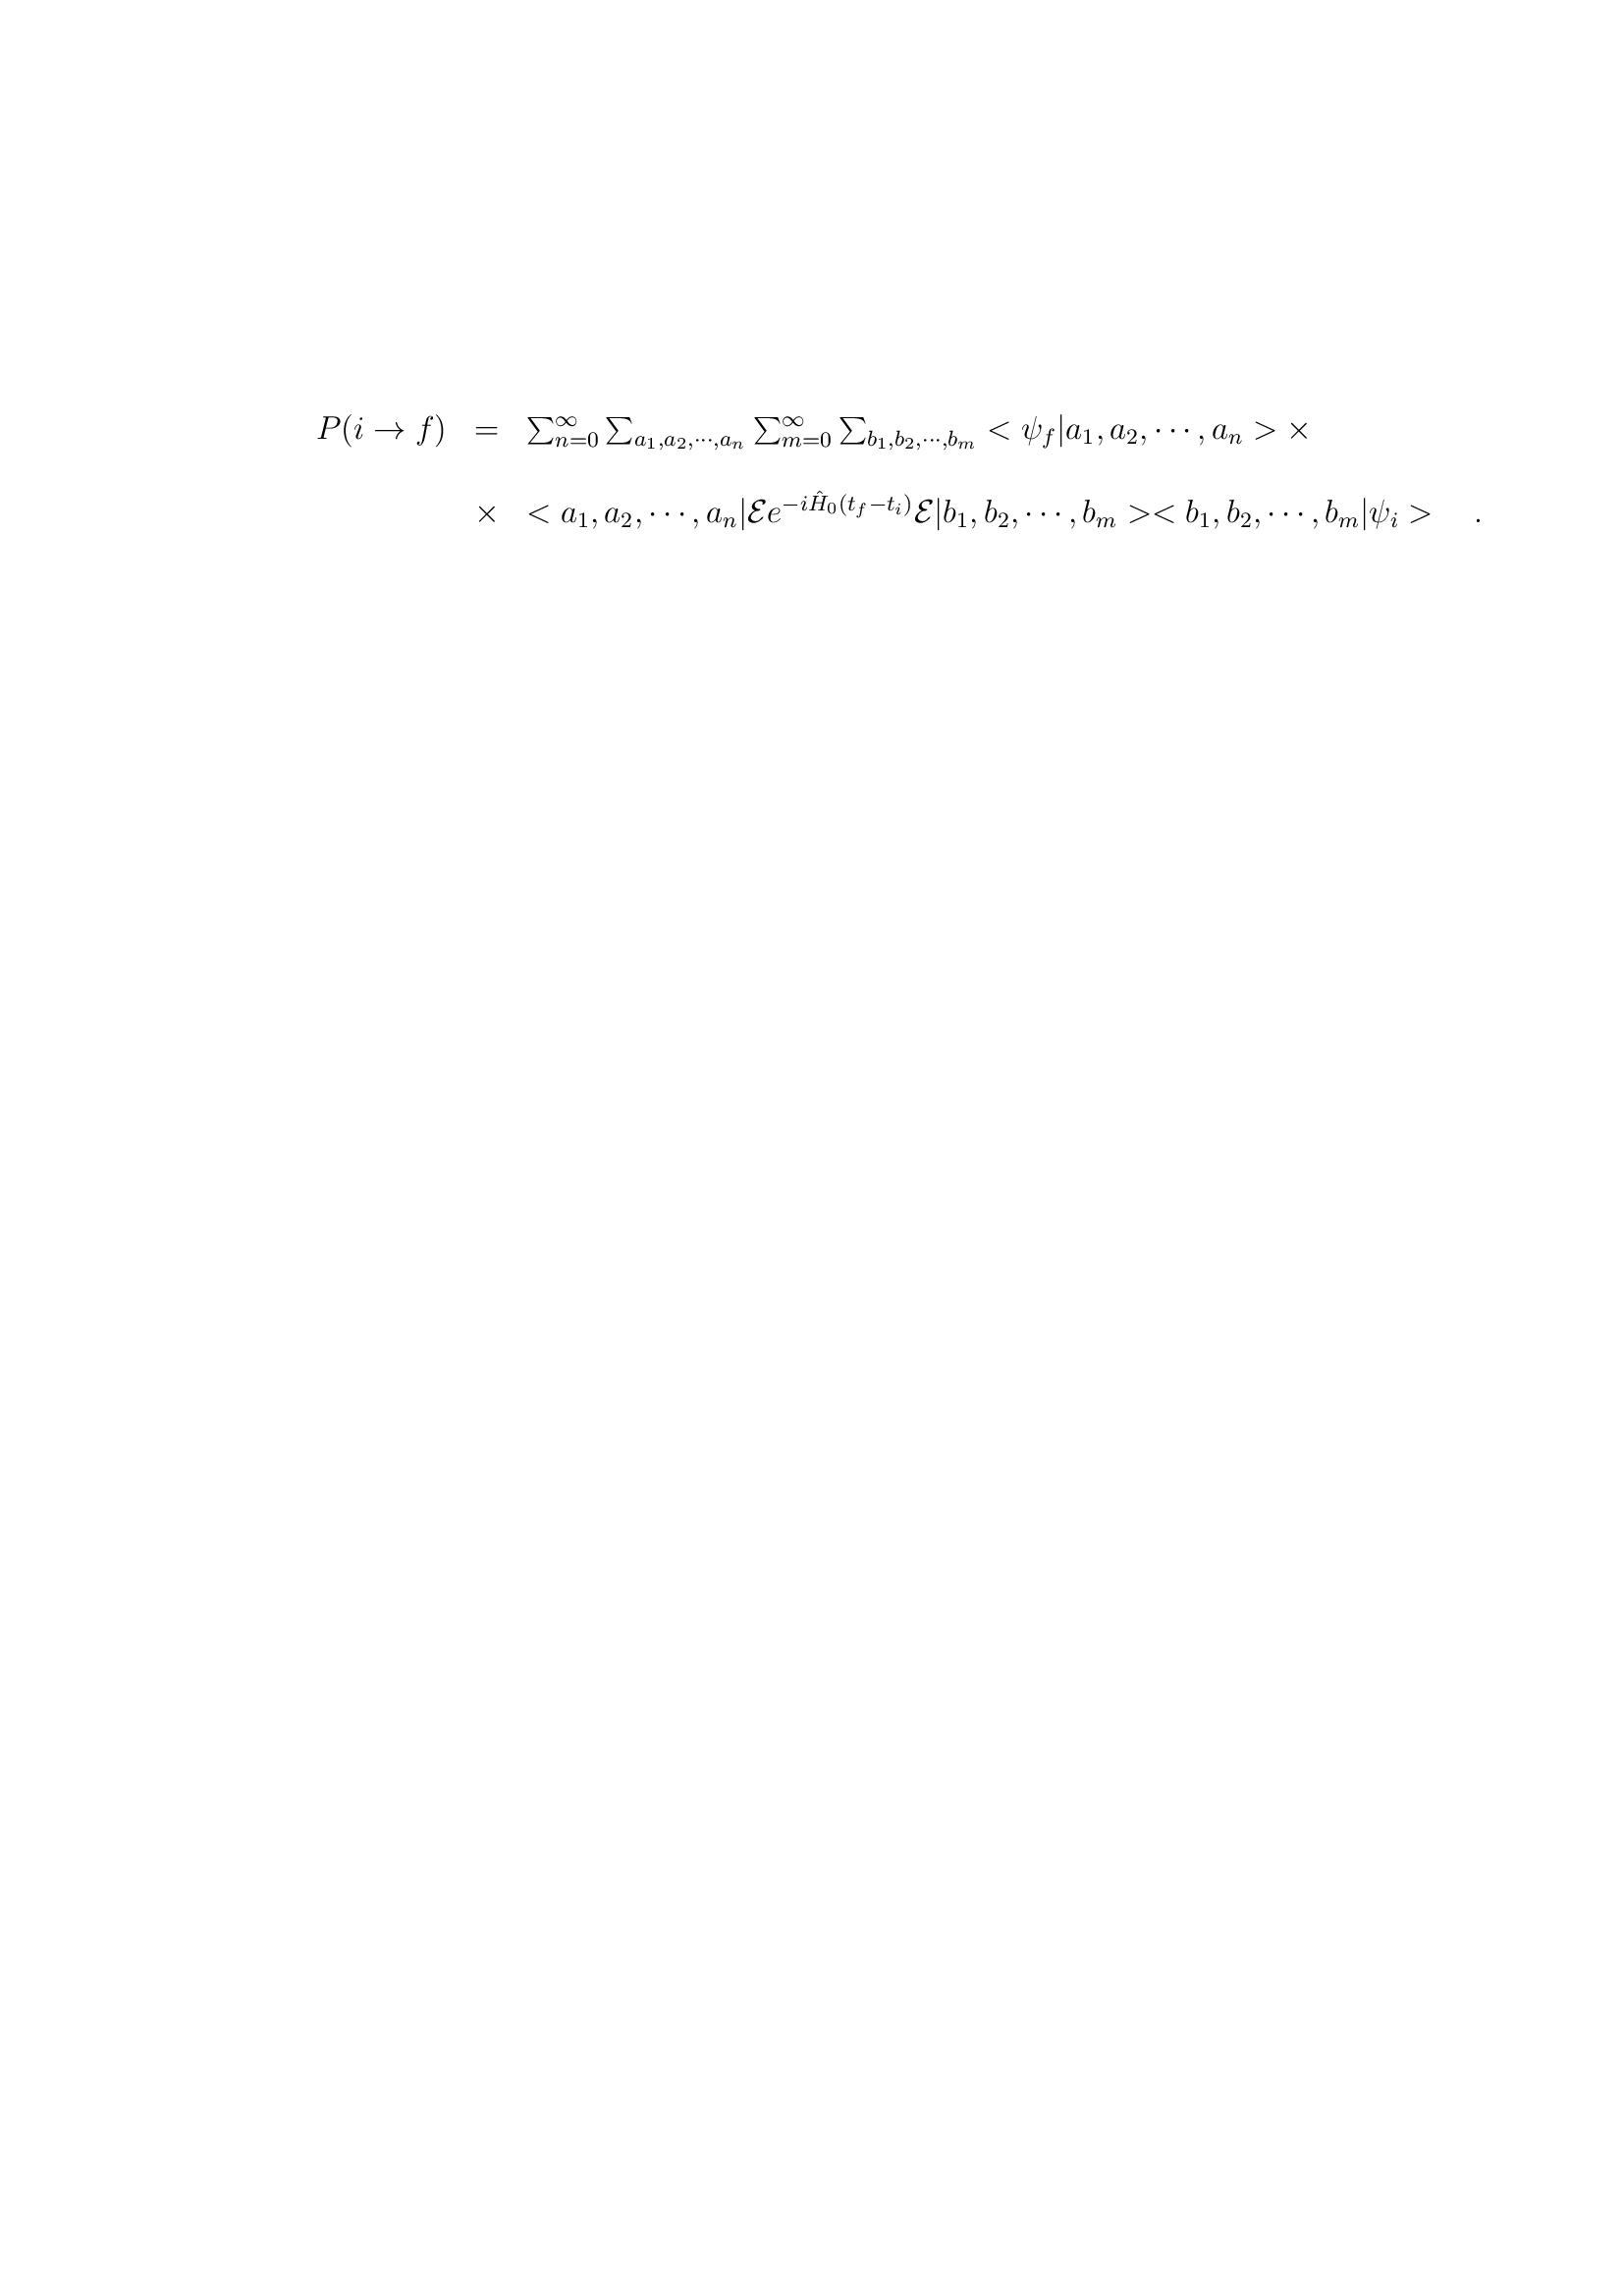 $P(i \to f) = \sum_{n=0}^{\infty} \sum_{a_1,a_2,\cdots,a_n} \sum_{m=0}^{\infty} \sum_{b_1,b_2,\cdots,b_m} < \psi_f | a_1, a_2, \cdots, a_n > \times$
$\times < a_1, a_2, \cdots, a_n | \mathcal{E} e^{-i\hat{H}_0(t_f - t_i)} \mathcal{E} | b_1, b_2, \cdots, b_m >< b_1, b_2, \cdots, b_m | \psi_i > \quad .$